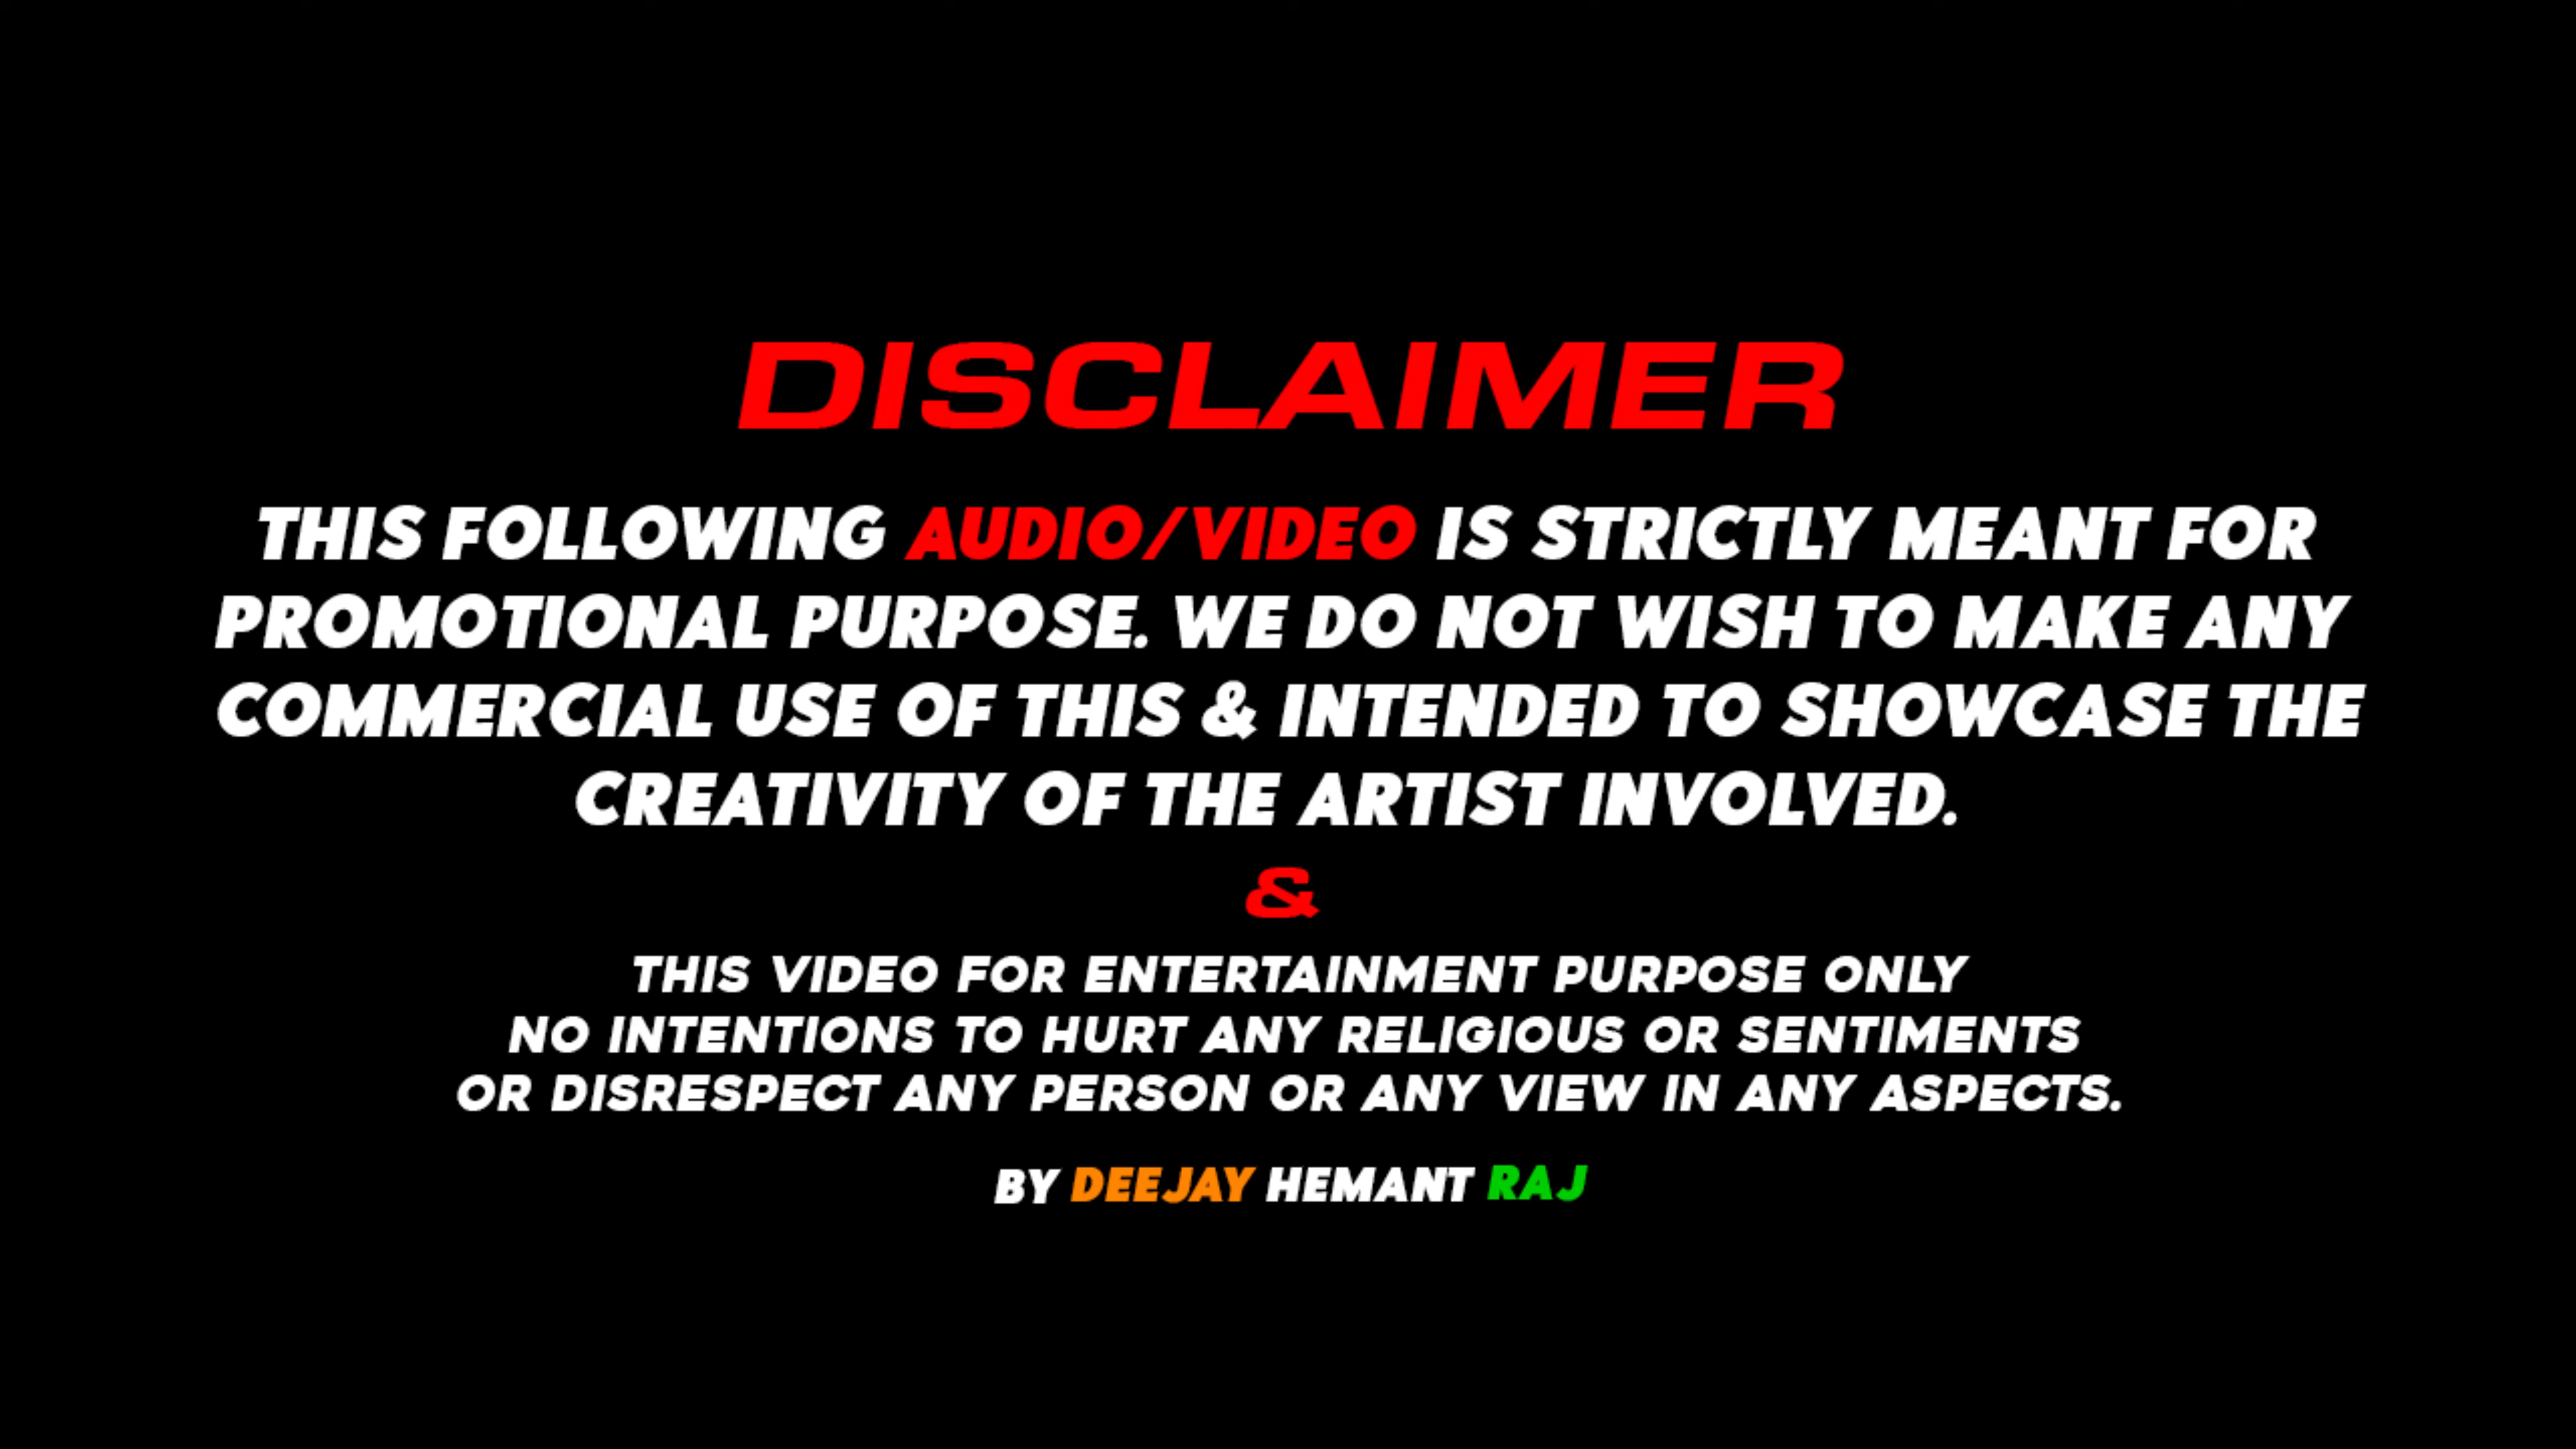 DISCLAIMER
THIS FOLLOWING AUDIO/VIDEO IS STRICTLY MEANT FOR
PROMOTIONAL PURPOSE. WE DO NOT WISH TO MAKE ANY
COMMERCIAL USE OF THIS & INTENDED TO SHOWCASE THE
CREATIVITY OF THE ARTIST INVOLVED.
&
THIS VIDEO FOR ENTERTAINMENT PURPOSE ONLY
NO INTENTIONS TO HURT ANY RELIGIOUS OR SENTIMENTS
OR DISRESPECT ANY PERSON OR ANY VIEW IN ANY ASPECTS.
BY DEEJAY HEMANT RAJ